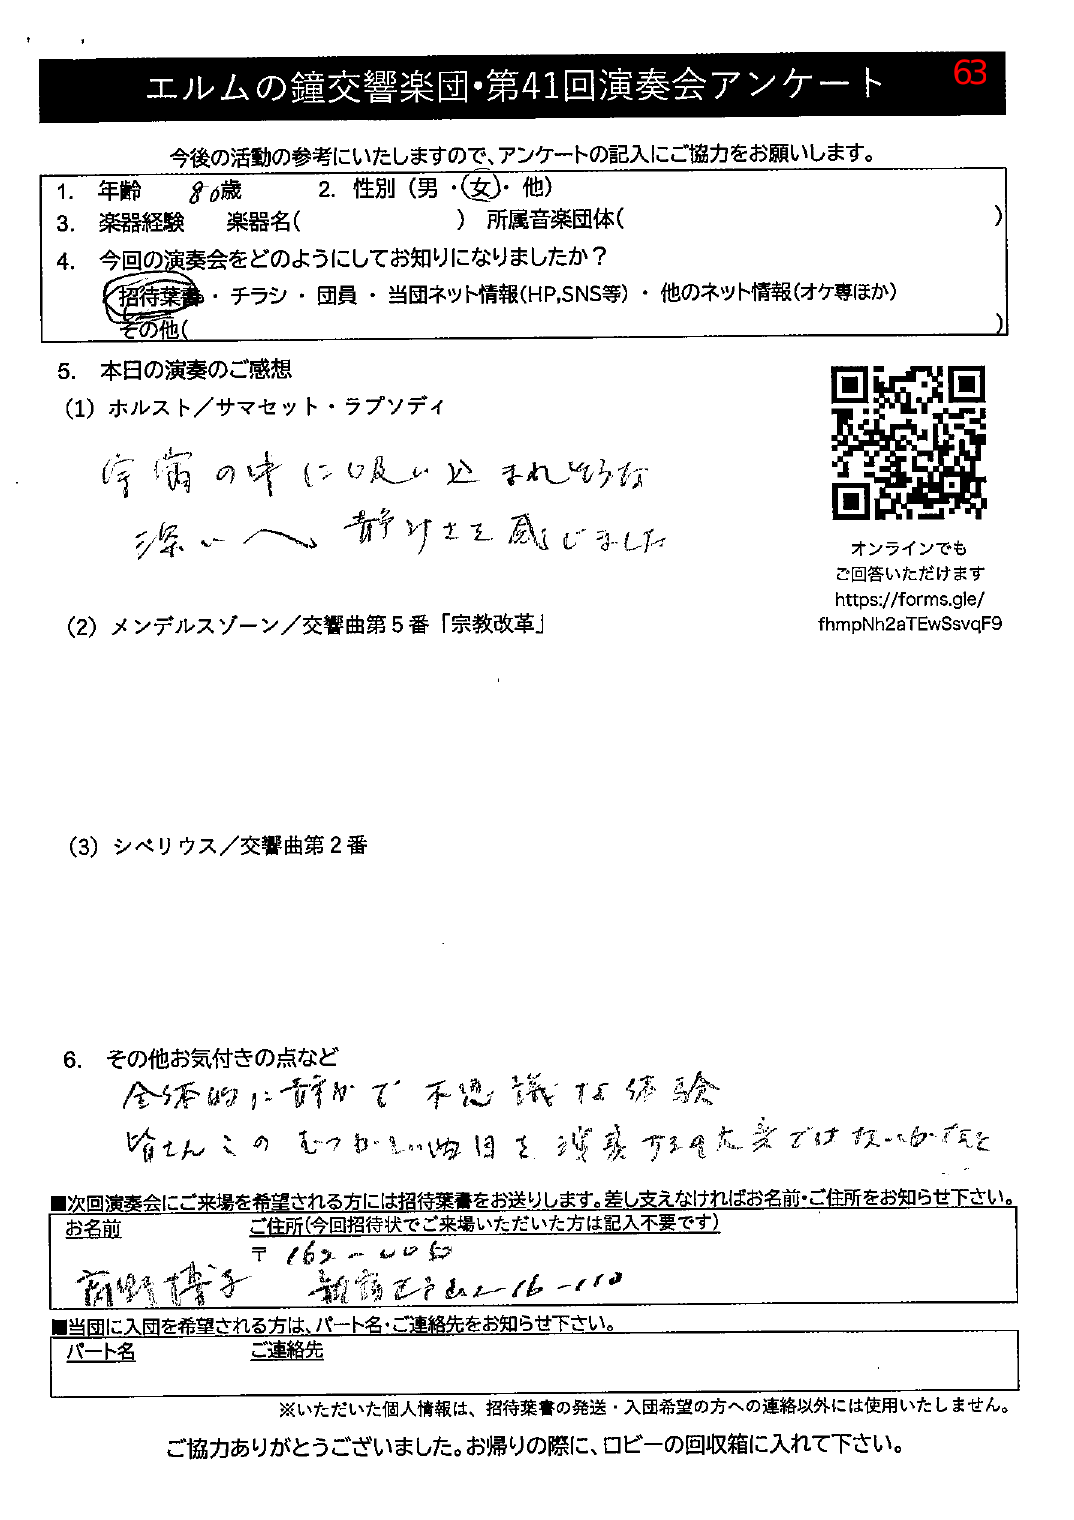 エルムの鐘交響楽団・第41回演奏会アンケート
63
今後の活動の参考にいたしますので、アンケートの記入にご協力をお願いします。
1. 年齢 80歳 2. 性別（男・女・他）
3. 楽器経験 楽器名( ) 所属音楽団体( )
4. 今回の演奏会をどのようにしてお知りになりましたか？
招待葉書・チラシ・団員・当団ネット情報(HP,SNS等)・他のネット情報(オケ専ほか)
その他( )
5. 本日の演奏のご感想
(1) ホルスト／サマセット・ラプソディ
宇宙の中に吸い込まれそうな
深い 静けさを感じました
オンラインでも
ご回答いただけます
https://forms.gle/
fhmpNh2aTEwSsvqF9
(2) メンデルスゾーン／交響曲第5番「宗教改革」
(3) シベリウス／交響曲第2番
6. その他お気付きの点など
全体的に静かで不思議な体験
皆さんこのむつかしい曲目を演奏するの大変ではないかなと
■次回演奏会にご来場を希望される方には招待葉書をお送りします。差し支えなければお名前・ご住所をお知らせ下さい。
お名前 ご住所(今回招待状でご来場いただいた方は記入不要です)
〒162-0052
野博子 新宿区戸山2-16-110
■当団に入団を希望される方は、パート名・ご連絡先をお知らせ下さい。
パート名 ご連絡先
※いただいた個人情報は、招待葉書の発送・入団希望の方への連絡以外には使用いたしません。
ご協力ありがとうございました。お帰りの際に、ロビーの回収箱に入れて下さい。